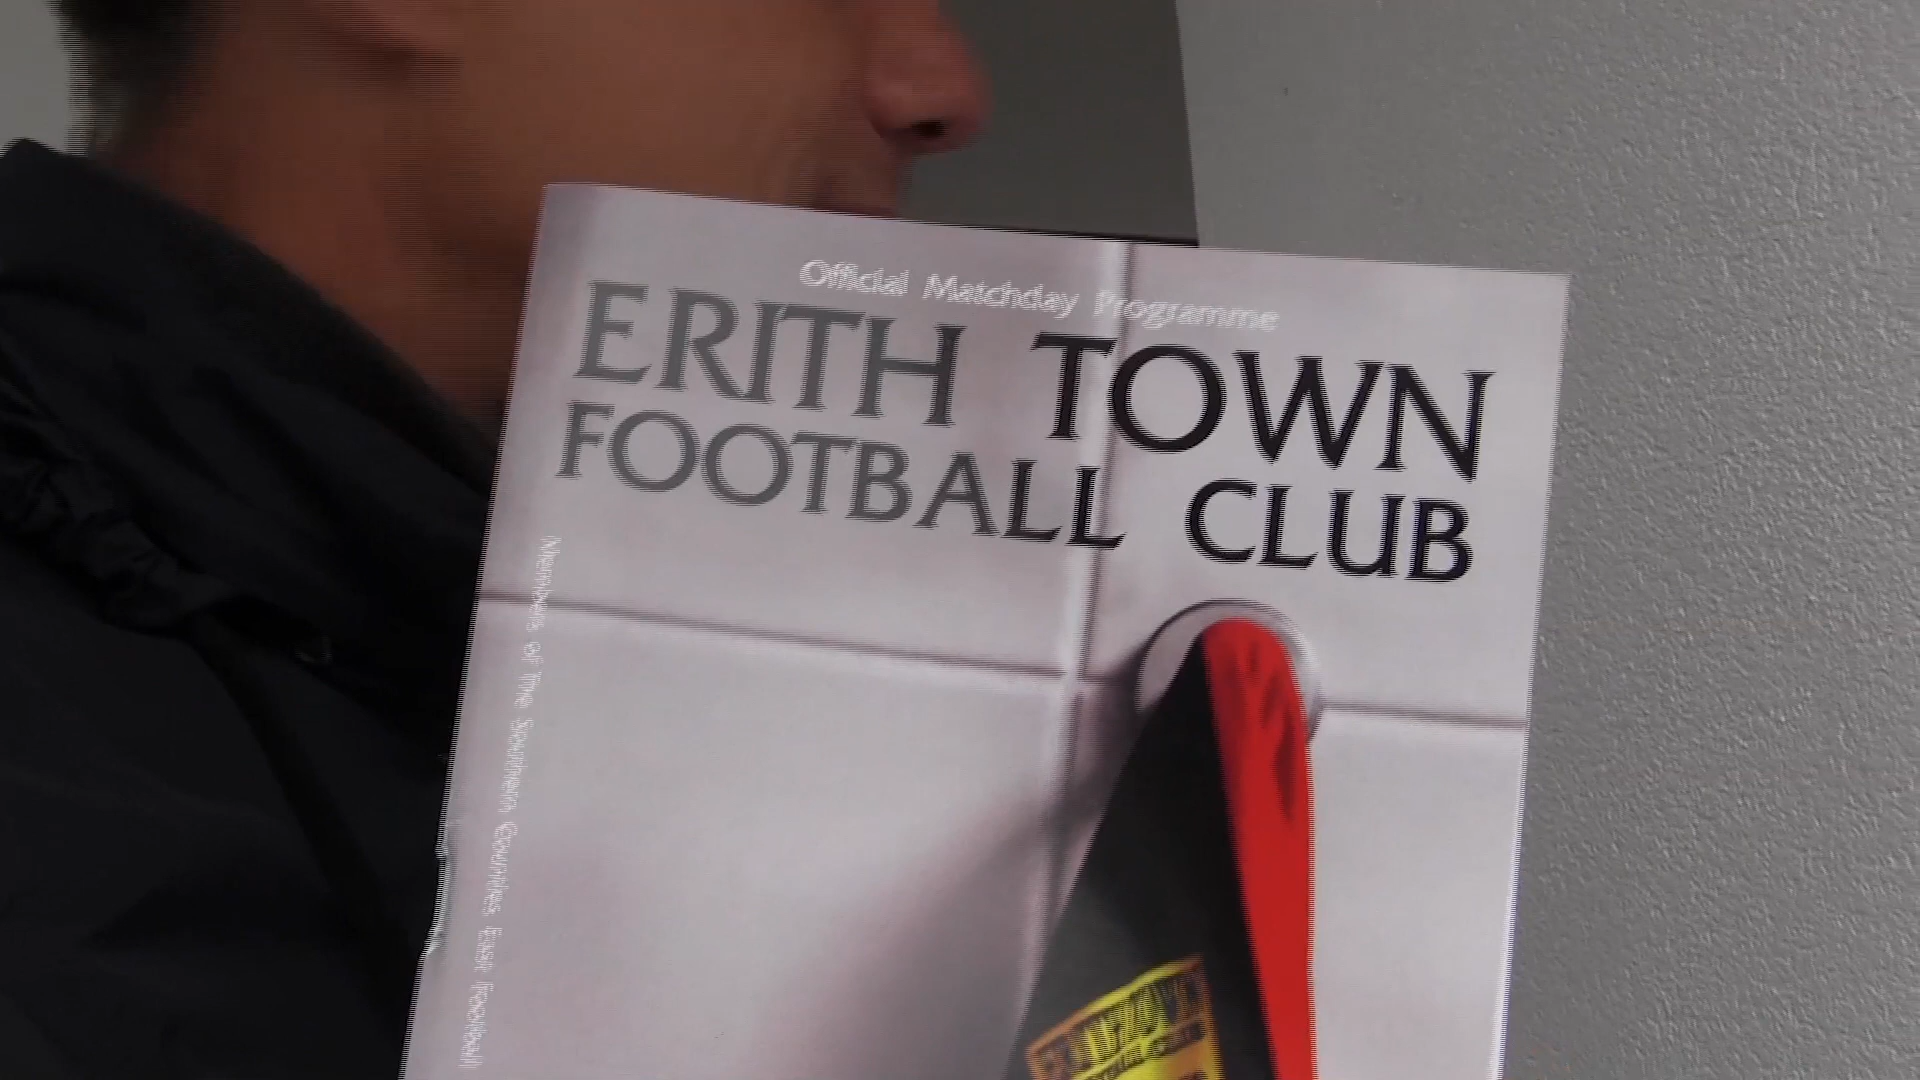 Official Matchday Programme
ERITH TOWN
FOOTBALL CLUB
Members of the Southern Counties East Football